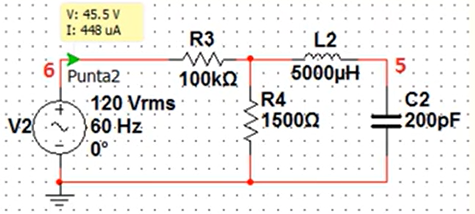 V: 45.5 V
I: 448 uA
6
Punta2
R3
100kΩ
L2
5000μH
5
V2
120 Vrms
60 Hz
0°
R4
1500Ω
C2
200pF